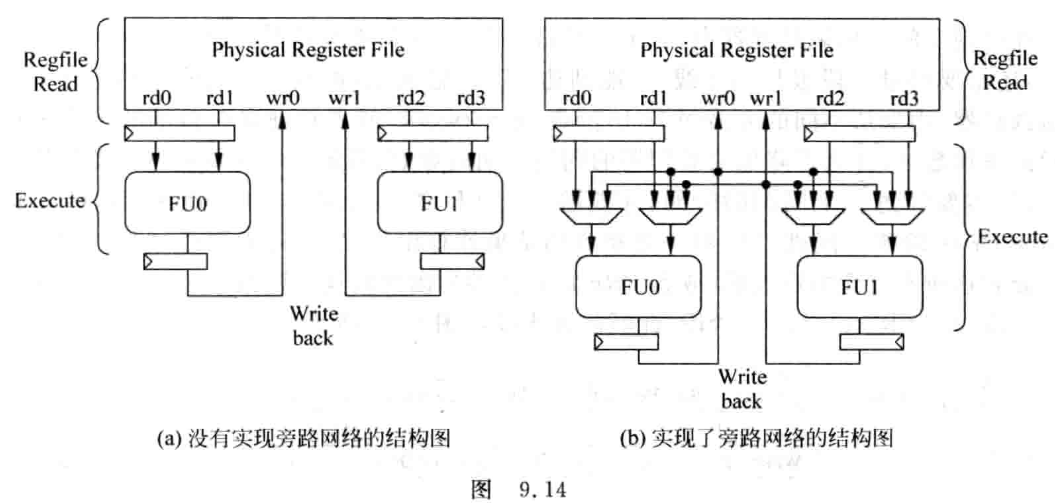 Physical Register File
Regfile
Read
rd0 rd1 wr0 wr1 rd2 rd3
Execute
FU0
FU1
Write
back
(a) 没有实现旁路网络的结构图
Physical Register File
Regfile
Read
rd0 rd1 wr0 wr1 rd2 rd3
Execute
FU0
FU1
Write
back
(b) 实现了旁路网络的结构图
图 9.14